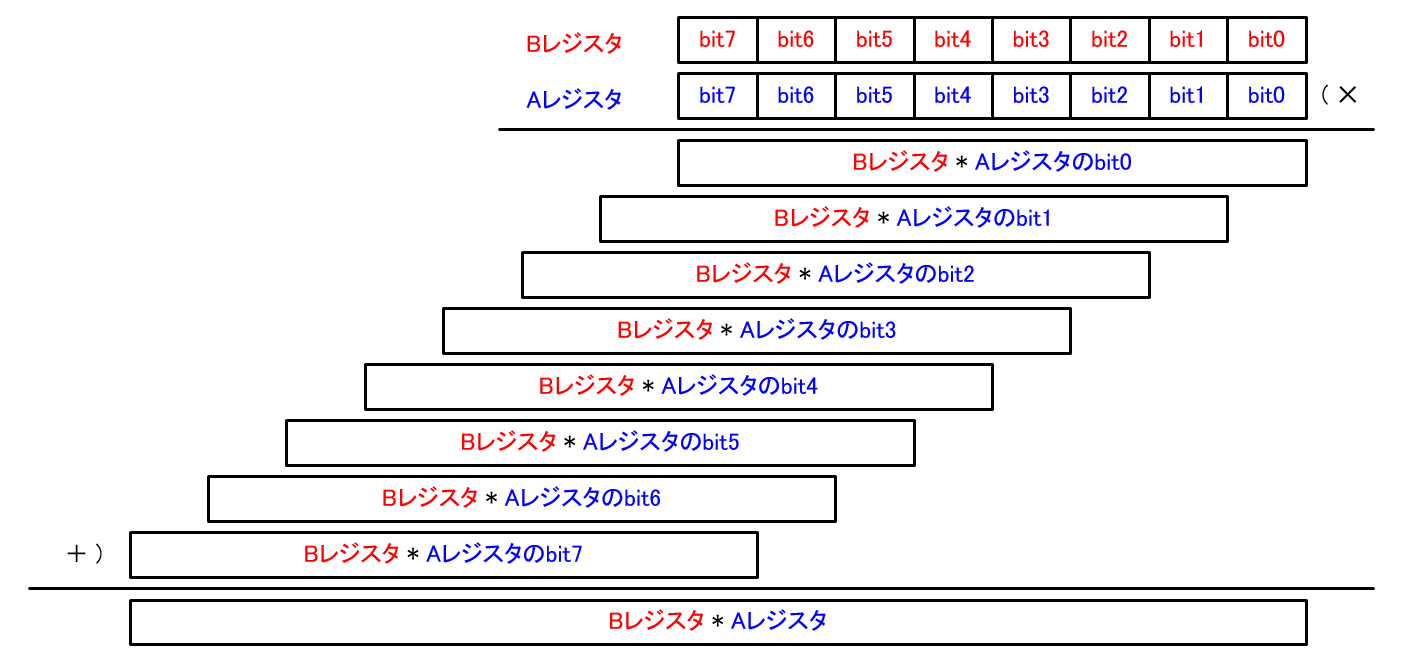 Bレジスタ bit7 bit6 bit5 bit4 bit3 bit2 bit1 bit0
Aレジスタ bit7 bit6 bit5 bit4 bit3 bit2 bit1 bit0 ( ×
Bレジスタ * Aレジスタのbit0
Bレジスタ * Aレジスタのbit1
Bレジスタ * Aレジスタのbit2
Bレジスタ * Aレジスタのbit3
Bレジスタ * Aレジスタのbit4
Bレジスタ * Aレジスタのbit5
Bレジスタ * Aレジスタのbit6
+ ) Bレジスタ * Aレジスタのbit7
Bレジスタ * Aレジスタ